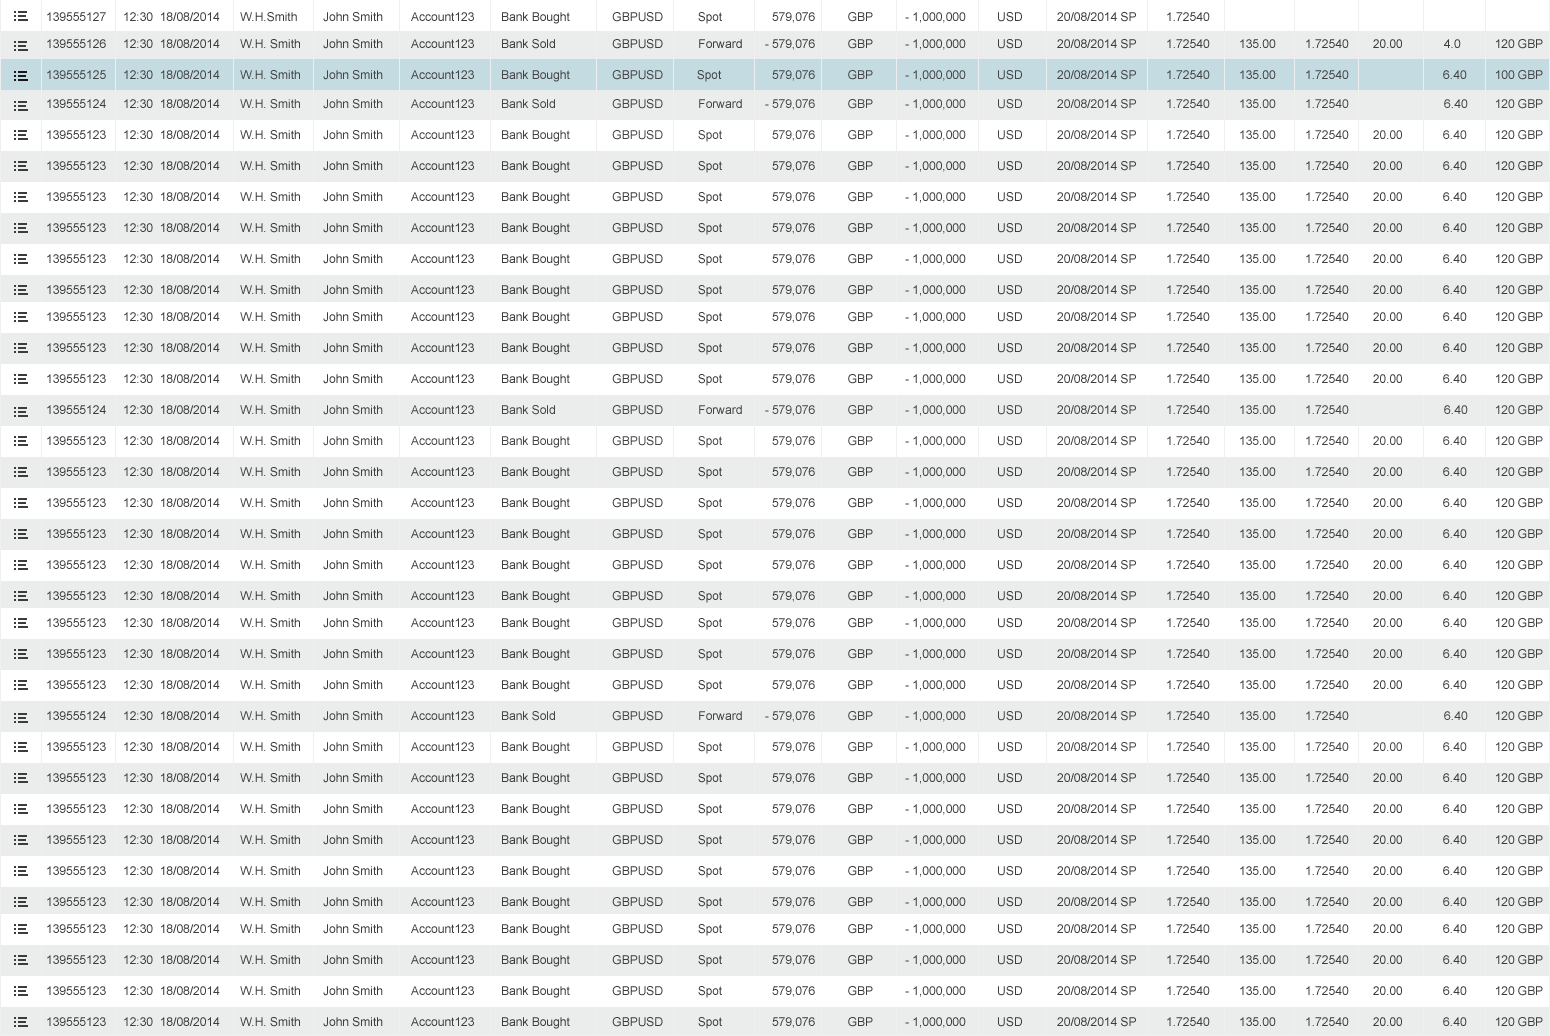 139555127 12:30 18/08/2014 W.H.Smith John Smith Account123 Bank Bought GBPUSD Spot 579,076 GBP - 1,000,000 USD 20/08/2014 SP 1.72540
139555126 12:30 18/08/2014 W.H. Smith John Smith Account123 Bank Sold GBPUSD Forward - 579,076 GBP - 1,000,000 USD 20/08/2014 SP 1.72540 135.00 1.72540 20.00 4.0 120 GBP
139555125 12:30 18/08/2014 W.H. Smith John Smith Account123 Bank Bought GBPUSD Spot 579,076 GBP - 1,000,000 USD 20/08/2014 SP 1.72540 135.00 1.72540 6.40 100 GBP
139555124 12:30 18/08/2014 W.H. Smith John Smith Account123 Bank Sold GBPUSD Forward - 579,076 GBP - 1,000,000 USD 20/08/2014 SP 1.72540 135.00 1.72540 6.40 120 GBP
139555123 12:30 18/08/2014 W.H. Smith John Smith Account123 Bank Bought GBPUSD Spot 579,076 GBP - 1,000,000 USD 20/08/2014 SP 1.72540 135.00 1.72540 20.00 6.40 120 GBP
139555123 12:30 18/08/2014 W.H. Smith John Smith Account123 Bank Bought GBPUSD Spot 579,076 GBP - 1,000,000 USD 20/08/2014 SP 1.72540 135.00 1.72540 20.00 6.40 120 GBP
139555123 12:30 18/08/2014 W.H. Smith John Smith Account123 Bank Bought GBPUSD Spot 579,076 GBP - 1,000,000 USD 20/08/2014 SP 1.72540 135.00 1.72540 20.00 6.40 120 GBP
139555123 12:30 18/08/2014 W.H. Smith John Smith Account123 Bank Bought GBPUSD Spot 579,076 GBP - 1,000,000 USD 20/08/2014 SP 1.72540 135.00 1.72540 20.00 6.40 120 GBP
139555123 12:30 18/08/2014 W.H. Smith John Smith Account123 Bank Bought GBPUSD Spot 579,076 GBP - 1,000,000 USD 20/08/2014 SP 1.72540 135.00 1.72540 20.00 6.40 120 GBP
139555123 12:30 18/08/2014 W.H. Smith John Smith Account123 Bank Bought GBPUSD Spot 579,076 GBP - 1,000,000 USD 20/08/2014 SP 1.72540 135.00 1.72540 20.00 6.40 120 GBP
139555123 12:30 18/08/2014 W.H. Smith John Smith Account123 Bank Bought GBPUSD Spot 579,076 GBP - 1,000,000 USD 20/08/2014 SP 1.72540 135.00 1.72540 20.00 6.40 120 GBP
139555123 12:30 18/08/2014 W.H. Smith John Smith Account123 Bank Bought GBPUSD Spot 579,076 GBP - 1,000,000 USD 20/08/2014 SP 1.72540 135.00 1.72540 20.00 6.40 120 GBP
139555123 12:30 18/08/2014 W.H. Smith John Smith Account123 Bank Bought GBPUSD Spot 579,076 GBP - 1,000,000 USD 20/08/2014 SP 1.72540 135.00 1.72540 20.00 6.40 120 GBP
139555124 12:30 18/08/2014 W.H. Smith John Smith Account123 Bank Sold GBPUSD Forward - 579,076 GBP - 1,000,000 USD 20/08/2014 SP 1.72540 135.00 1.72540 6.40 120 GBP
139555123 12:30 18/08/2014 W.H. Smith John Smith Account123 Bank Bought GBPUSD Spot 579,076 GBP - 1,000,000 USD 20/08/2014 SP 1.72540 135.00 1.72540 20.00 6.40 120 GBP
139555123 12:30 18/08/2014 W.H. Smith John Smith Account123 Bank Bought GBPUSD Spot 579,076 GBP - 1,000,000 USD 20/08/2014 SP 1.72540 135.00 1.72540 20.00 6.40 120 GBP
139555123 12:30 18/08/2014 W.H. Smith John Smith Account123 Bank Bought GBPUSD Spot 579,076 GBP - 1,000,000 USD 20/08/2014 SP 1.72540 135.00 1.72540 20.00 6.40 120 GBP
139555123 12:30 18/08/2014 W.H. Smith John Smith Account123 Bank Bought GBPUSD Spot 579,076 GBP - 1,000,000 USD 20/08/2014 SP 1.72540 135.00 1.72540 20.00 6.40 120 GBP
139555123 12:30 18/08/2014 W.H. Smith John Smith Account123 Bank Bought GBPUSD Spot 579,076 GBP - 1,000,000 USD 20/08/2014 SP 1.72540 135.00 1.72540 20.00 6.40 120 GBP
139555123 12:30 18/08/2014 W.H. Smith John Smith Account123 Bank Bought GBPUSD Spot 579,076 GBP - 1,000,000 USD 20/08/2014 SP 1.72540 135.00 1.72540 20.00 6.40 120 GBP
139555123 12:30 18/08/2014 W.H. Smith John Smith Account123 Bank Bought GBPUSD Spot 579,076 GBP - 1,000,000 USD 20/08/2014 SP 1.72540 135.00 1.72540 20.00 6.40 120 GBP
139555123 12:30 18/08/2014 W.H. Smith John Smith Account123 Bank Bought GBPUSD Spot 579,076 GBP - 1,000,000 USD 20/08/2014 SP 1.72540 135.00 1.72540 20.00 6.40 120 GBP
139555123 12:30 18/08/2014 W.H. Smith John Smith Account123 Bank Bought GBPUSD Spot 579,076 GBP - 1,000,000 USD 20/08/2014 SP 1.72540 135.00 1.72540 20.00 6.40 120 GBP
139555124 12:30 18/08/2014 W.H. Smith John Smith Account123 Bank Sold GBPUSD Forward - 579,076 GBP - 1,000,000 USD 20/08/2014 SP 1.72540 135.00 1.72540 6.40 120 GBP
139555123 12:30 18/08/2014 W.H. Smith John Smith Account123 Bank Bought GBPUSD Spot 579,076 GBP - 1,000,000 USD 20/08/2014 SP 1.72540 135.00 1.72540 20.00 6.40 120 GBP
139555123 12:30 18/08/2014 W.H. Smith John Smith Account123 Bank Bought GBPUSD Spot 579,076 GBP - 1,000,000 USD 20/08/2014 SP 1.72540 135.00 1.72540 20.00 6.40 120 GBP
139555123 12:30 18/08/2014 W.H. Smith John Smith Account123 Bank Bought GBPUSD Spot 579,076 GBP - 1,000,000 USD 20/08/2014 SP 1.72540 135.00 1.72540 20.00 6.40 120 GBP
139555123 12:30 18/08/2014 W.H. Smith John Smith Account123 Bank Bought GBPUSD Spot 579,076 GBP - 1,000,000 USD 20/08/2014 SP 1.72540 135.00 1.72540 20.00 6.40 120 GBP
139555123 12:30 18/08/2014 W.H. Smith John Smith Account123 Bank Bought GBPUSD Spot 579,076 GBP - 1,000,000 USD 20/08/2014 SP 1.72540 135.00 1.72540 20.00 6.40 120 GBP
139555123 12:30 18/08/2014 W.H. Smith John Smith Account123 Bank Bought GBPUSD Spot 579,076 GBP - 1,000,000 USD 20/08/2014 SP 1.72540 135.00 1.72540 20.00 6.40 120 GBP
139555123 12:30 18/08/2014 W.H. Smith John Smith Account123 Bank Bought GBPUSD Spot 579,076 GBP - 1,000,000 USD 20/08/2014 SP 1.72540 135.00 1.72540 20.00 6.40 120 GBP
139555123 12:30 18/08/2014 W.H. Smith John Smith Account123 Bank Bought GBPUSD Spot 579,076 GBP - 1,000,000 USD 20/08/2014 SP 1.72540 135.00 1.72540 20.00 6.40 120 GBP
139555123 12:30 18/08/2014 W.H. Smith John Smith Account123 Bank Bought GBPUSD Spot 579,076 GBP - 1,000,000 USD 20/08/2014 SP 1.72540 135.00 1.72540 20.00 6.40 120 GBP
139555123 12:30 18/08/2014 W.H. Smith John Smith Account123 Bank Bought GBPUSD Spot 579,076 GBP - 1,000,000 USD 20/08/2014 SP 1.72540 135.00 1.72540 20.00 6.40 120 GBP